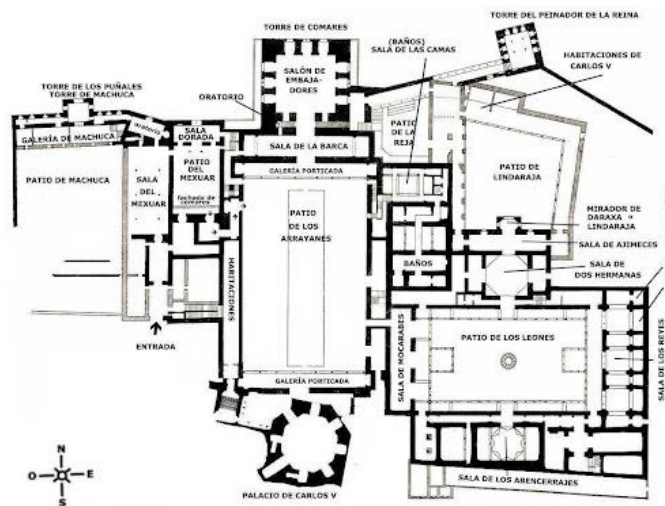 TORRE DE COMARES
TORRE DEL PEINADOR DE LA REINA
(BAÑOS)
SALA DE LAS CAMAS
HABITACIONES DE
CARLOS V
SALÓN DE
EMBAJA
DORES
TORRE DE LOS PUÑALES
TORRE DE MACHUCA
ORATORIO
oratorio
GALERÍA DE MACHUCA
SALA
DORADA
SALA DE LA BARCA
PATIO
DE LA
REJA
PATIO DE MACHUCA
SALA
DEL
MEXUAR
PATIO
DEL
MEXUAR
fachada de
comares
GALERIA PORTICADA
PATIO DE
LINDARAJA
PATIO
DE LOS
ARRAYANES
MIRADOR DE
DARAXA o
LINDARAJA
SALA DE AJIMECES
BAÑOS
SALA DE
DOS HERMANAS
HABITACIONES
ENTRADA
SALA DE MOCARABES
PATIO DE LOS LEONES
SALA DE LOS REYES
GALERÍA PORTICADA
SALA DE LOS ABENCERRAJES
PALACIO DE CARLOS V
N
O
E
S